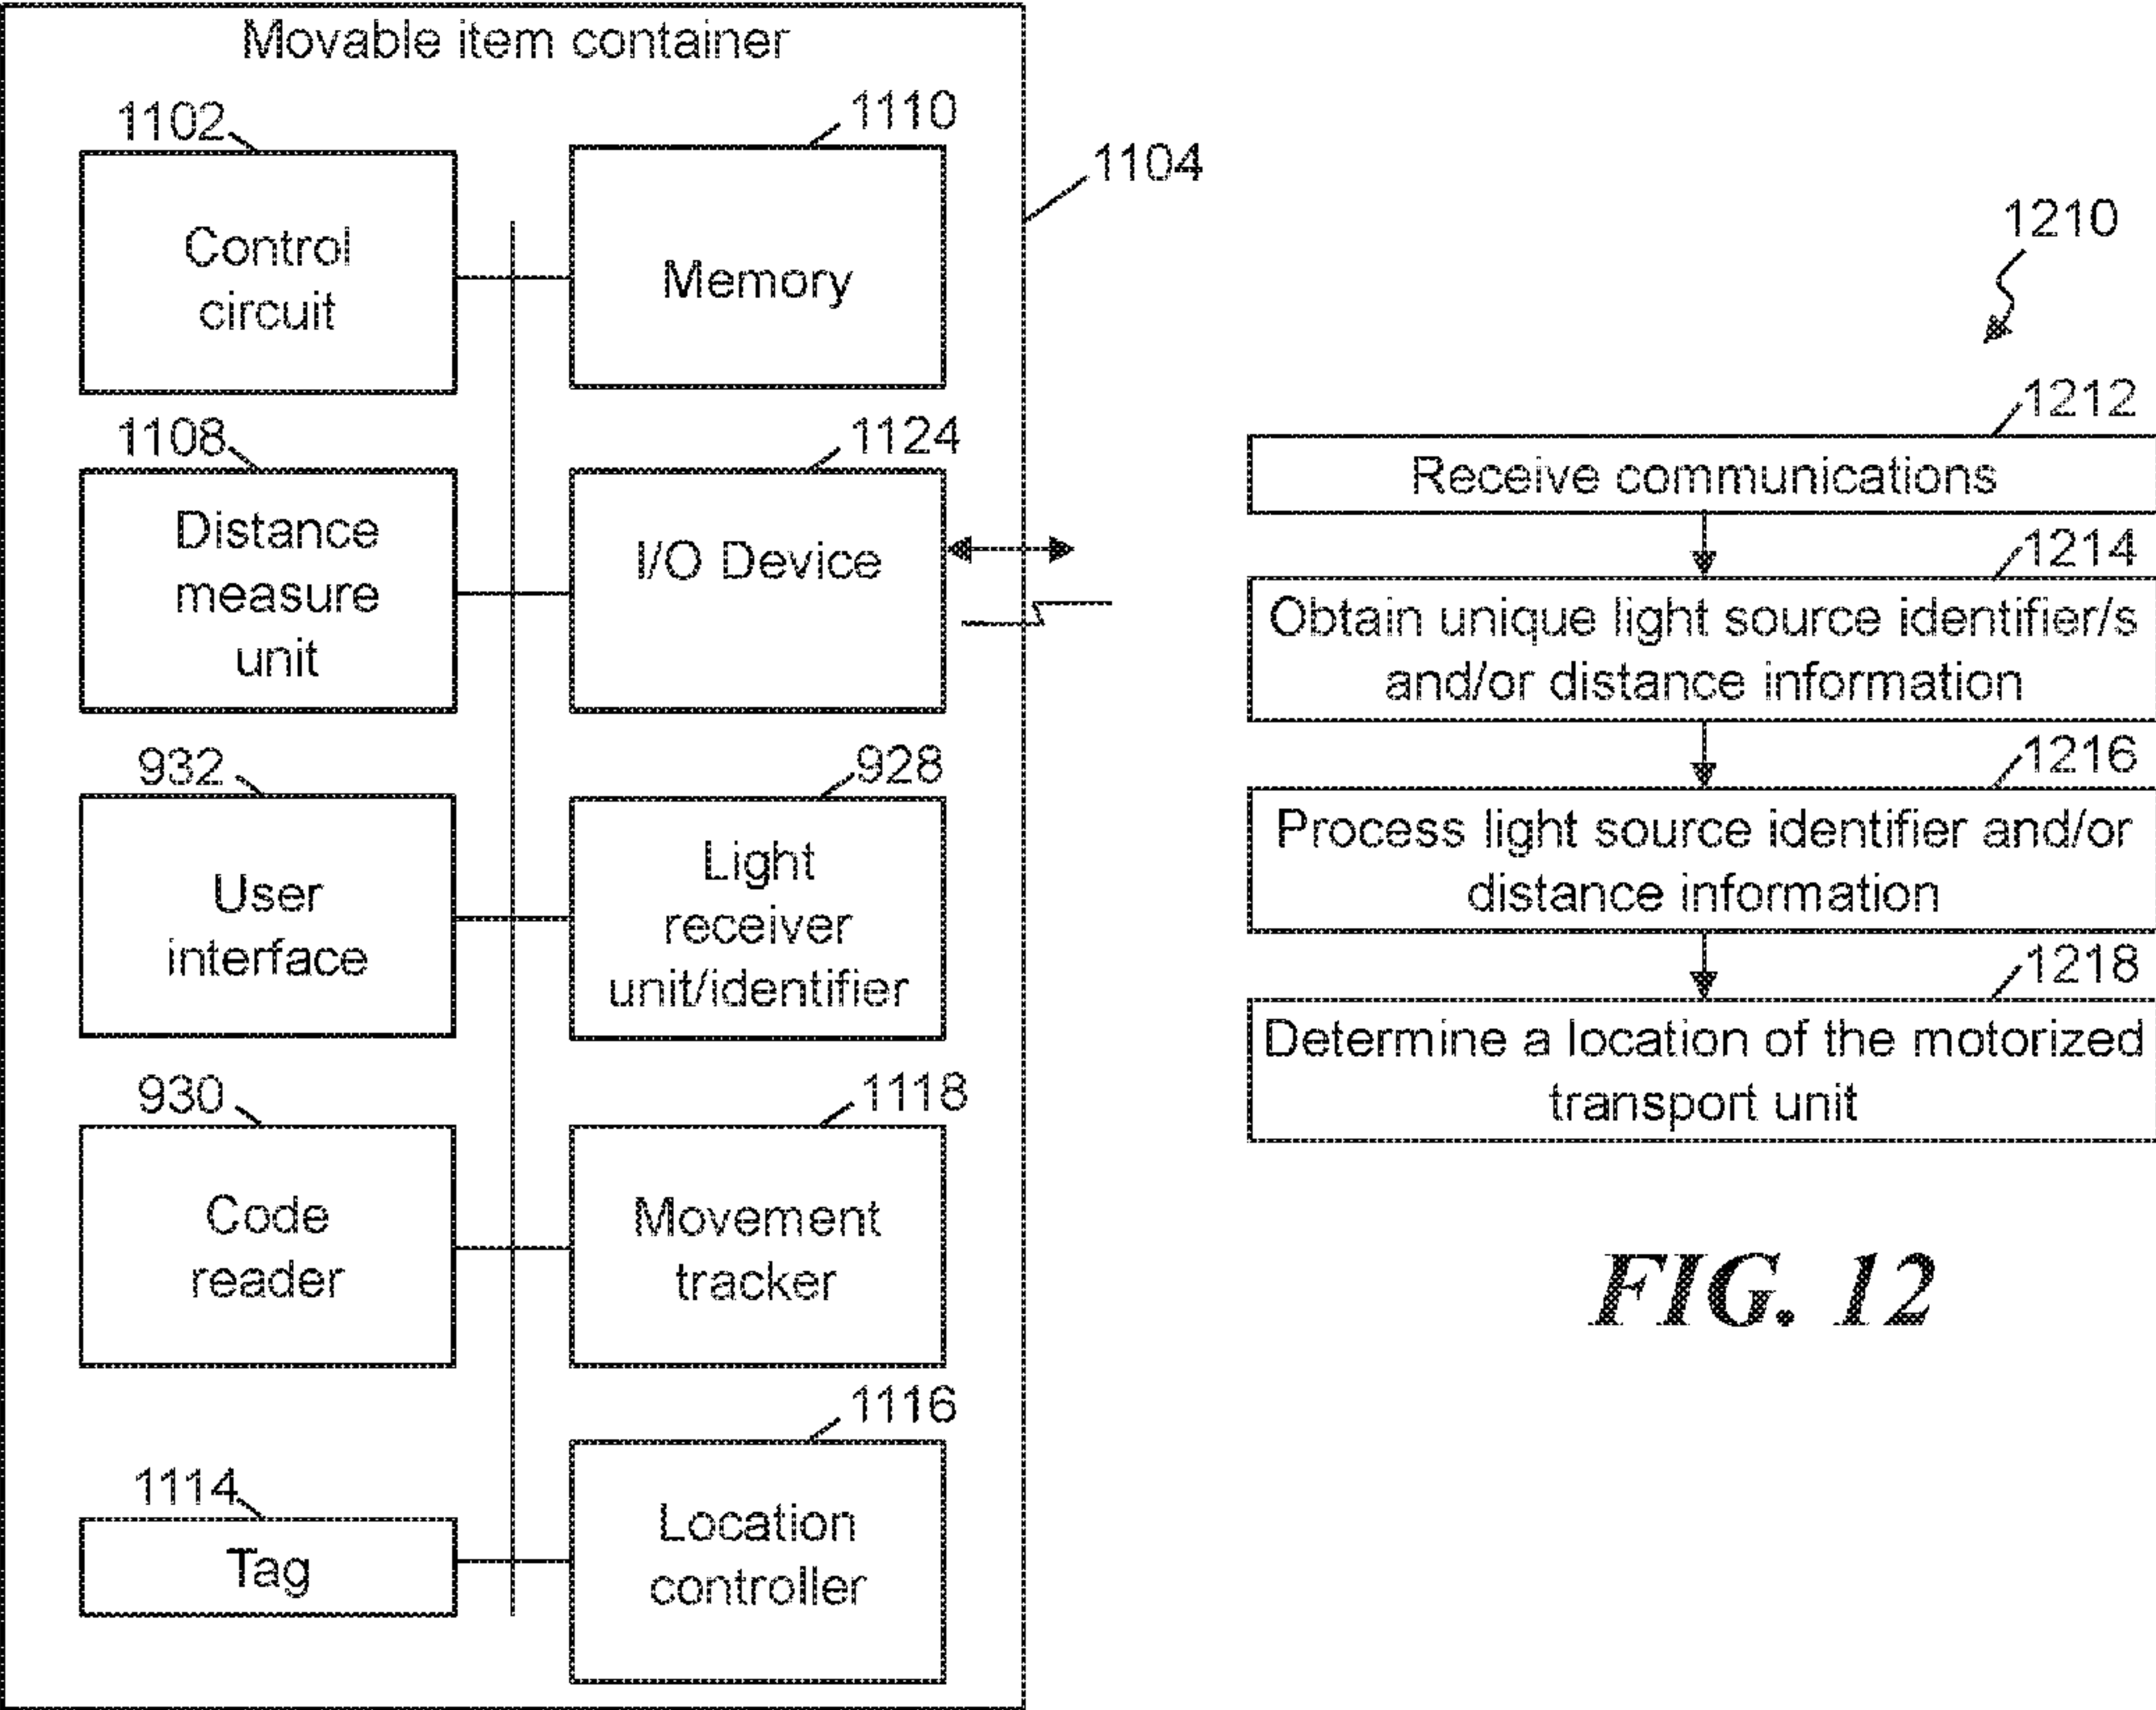 Movable item container
1102
1110
1104
Control
circuit
Memory
1108
1124
Distance
measure
unit
I/O Device
932
928
User
interface
Light
receiver
unit/identifier
930
1118
Code
reader
Movement
tracker
1114
1116
Tag
Location
controller
1210
1212
Receive communications
1214
Obtain unique light source identifier/s
and/or distance information
1216
Process light source identifier and/or
distance information
1218
Determine a location of the motorized
transport unit
FIG. 12